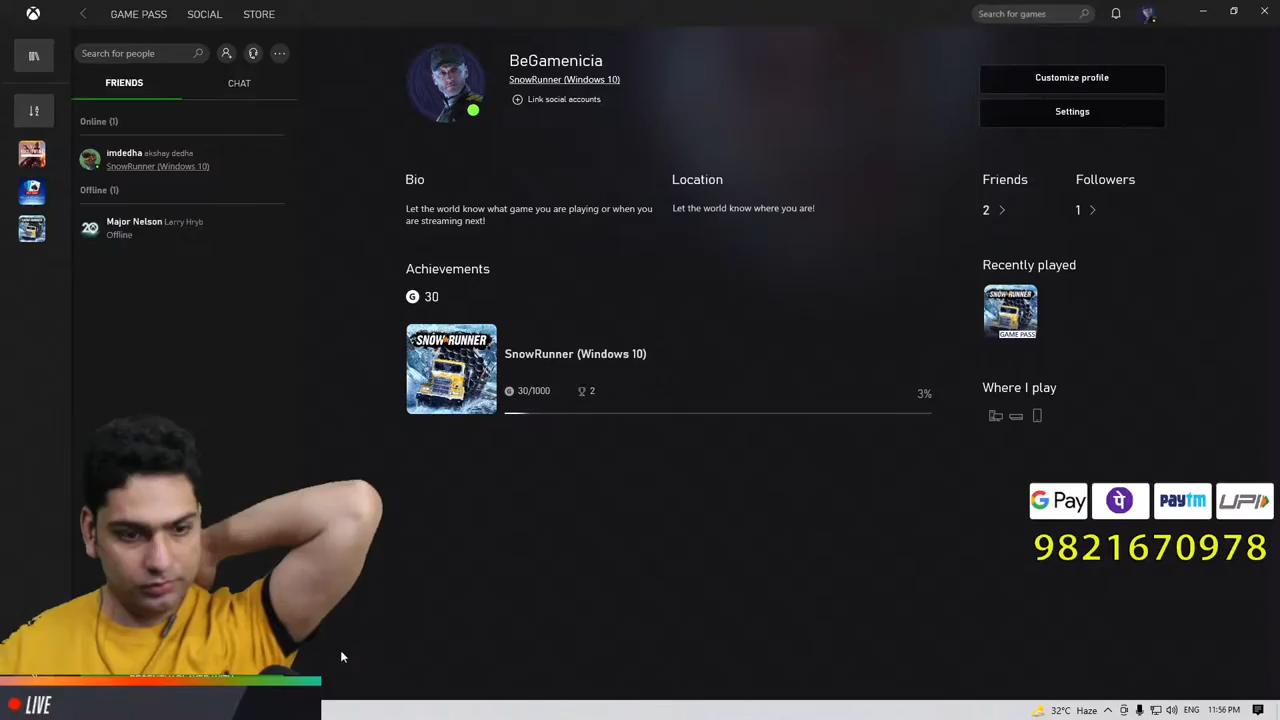 GAME PASS SOCIAL STORE Search for games
Search for people
FRIENDS CHAT
Online (1)
imdedha akshay dedha
SnowRunner (Windows 10)
Offline (1)
Major Nelson Larry Hryb
Offline
20
BeGamenicia
SnowRunner (Windows 10)
Link social accounts
Customize profile
Settings
Bio
Let the world know what game you are playing or when you
are streaming next!
Location
Let the world know where you are!
Friends Followers
2 1
Achievements
G 30
SNOWRUNNER
SnowRunner (Windows 10)
G 30/1000 2 3%
Recently played
SNOWRUNNER
GAME PASS
Where I play
G Pay पे Paytm UPI
9821670978
LIVE
32°C Haze ENG 11:56 PM